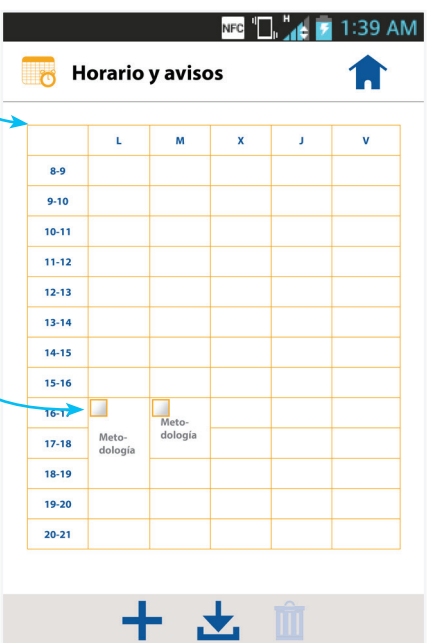 NFC H 1:39 AM
Horario y avisos
L M X J V
8-9
9-10
10-11
11-12
12-13
13-14
14-15
15-16
16-17
Meto-
17-18 Meto- dología
dología
18-19
19-20
20-21